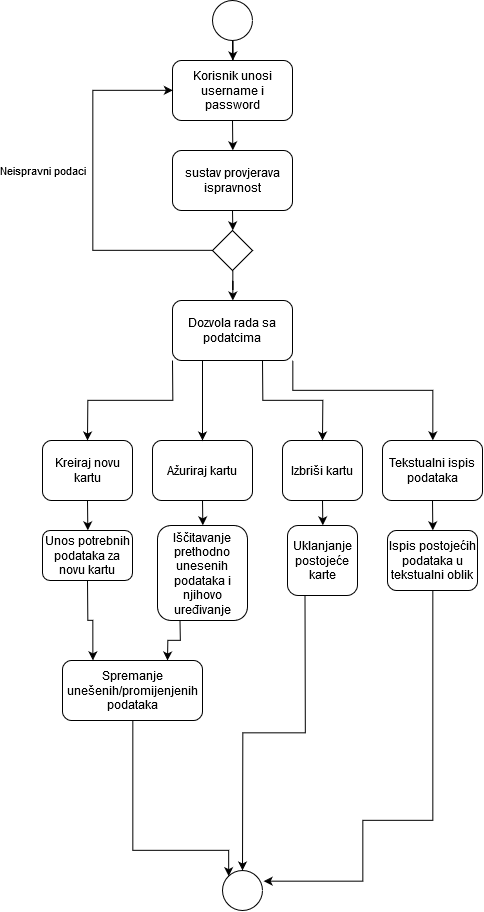 Korisnik unosi
username i
password
Neispravni podaci
sustav provjerava
ispravnost
Dozvola rada sa
podatcima
Kreiraj novu
kartu
Ažuriraj kartu
Izbriši kartu
Tekstualni ispis
podataka
Unos potrebnih
podataka za
novu kartu
Iščitavanje
prethodno
unesenih
podataka i
njihovo
uređivanje
Uklanjanje
postojeće
karte
Ispis postojećih
podataka u
tekstualni oblik
Spremanje
unešenih/promijenjenih
podataka